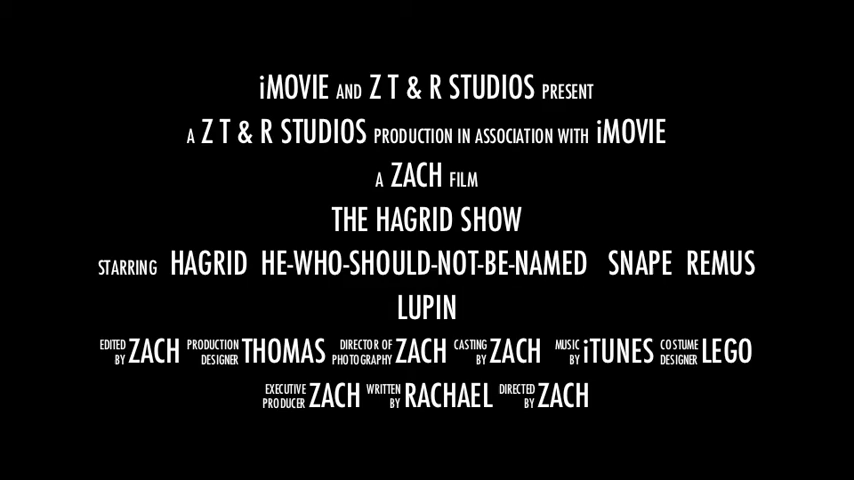 iMOVIE AND Z T & R STUDIOS PRESENT
A Z T & R STUDIOS PRODUCTION IN ASSOCIATION WITH iMOVIE
A ZACH FILM
THE HAGRID SHOW
STARRING HAGRID HE-WHO-SHOULD-NOT-BE-NAMED SNAPE REMUS
LUPIN
EDITED BY ZACH PRODUCTION DESIGNER THOMAS DIRECTOR OF PHOTOGRAPHY ZACH CASTING BY ZACH MUSIC BY iTUNES COSTUME DESIGNER LEGO
EXECUTIVE PRODUCER ZACH WRITTEN BY RACHAEL DIRECTED BY ZACH